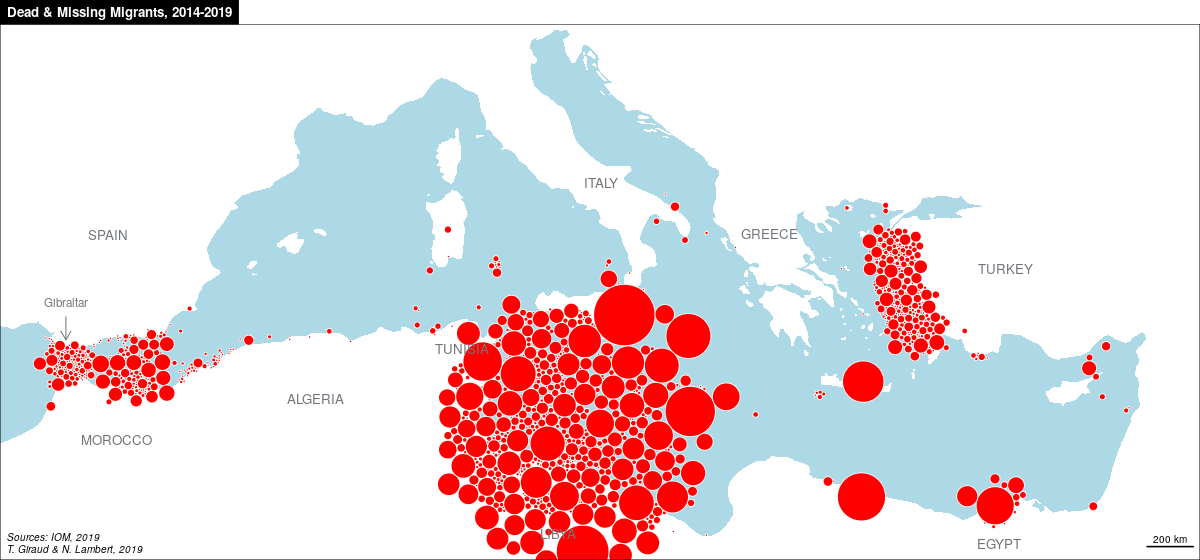 Dead & Missing Migrants, 2014-2019
ITALY
SPAIN
GREECE
TURKEY
Gibraltar
TUNISIA
ALGERIA
MOROCCO
LIBYA
EGYPT
Sources: IOM, 2019
T. Giraud & N. Lambert, 2019
200 km